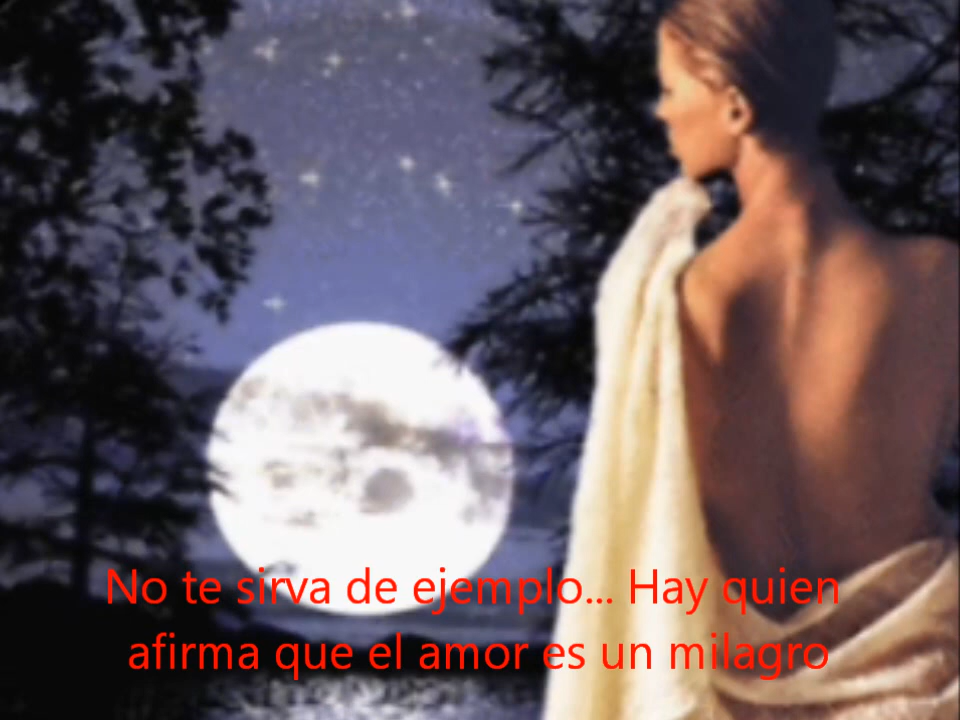 No te sirva de ejemplo... Hay quien
afirma que el amor es un milagro